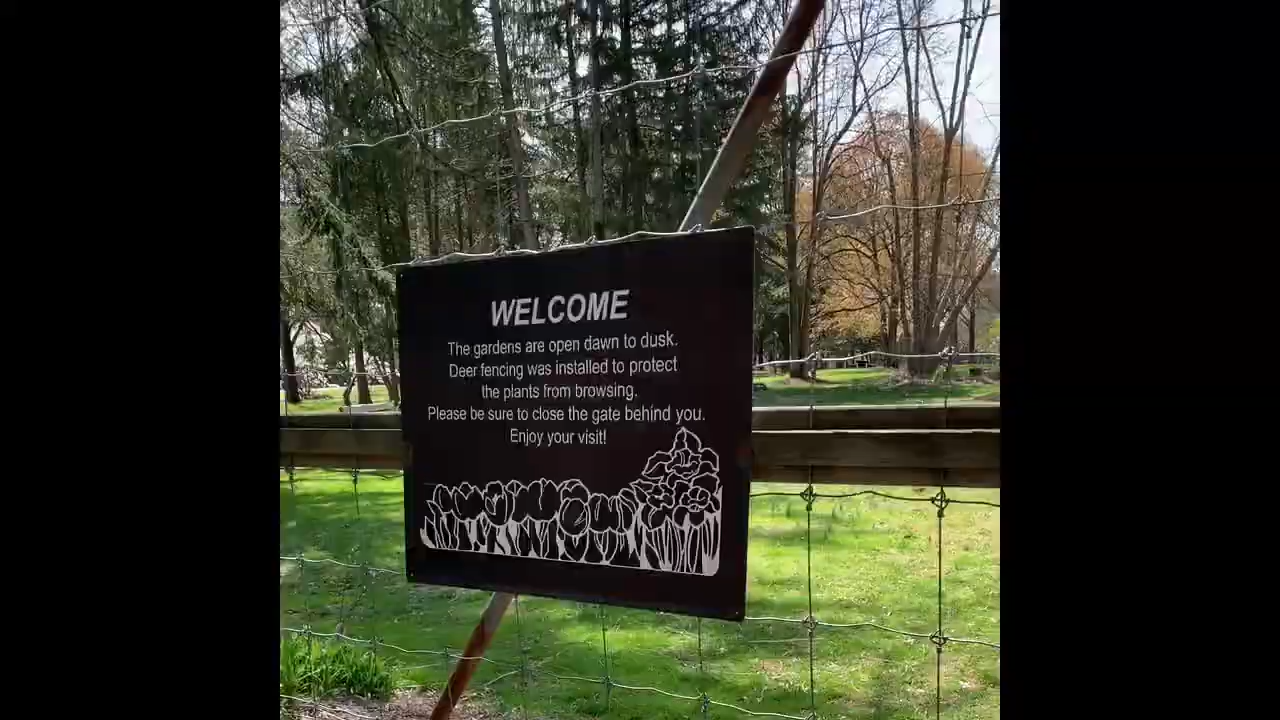 WELCOME
The gardens are open dawn to dusk.
Deer fencing was installed to protect
the plants from browsing.
Please be sure to close the gate behind you.
Enjoy your visit!